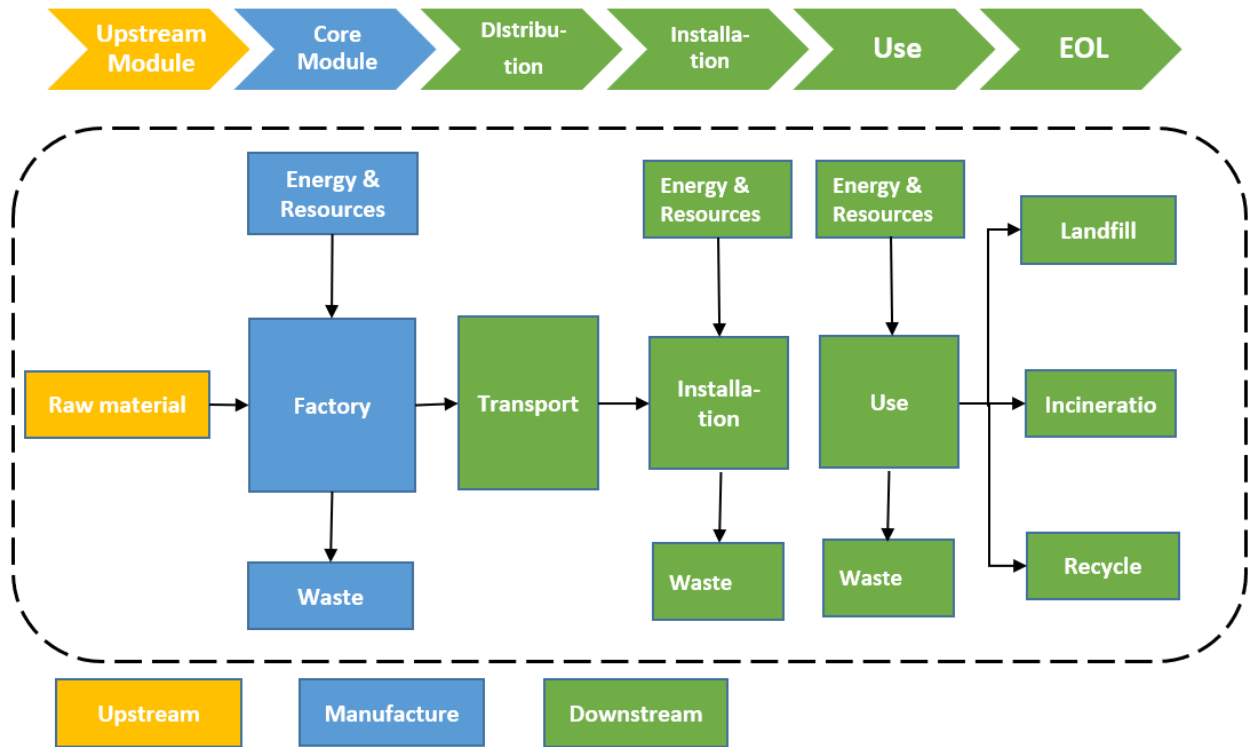 Upstream
Module
Core
Module
DIstribu-
tion
Installa-
tion
Use
EOL
Energy &
Resources
Energy &
Resources
Energy &
Resources
Landfill
Raw material
Factory
Transport
Installa-
tion
Use
Incineratio
Waste
Waste
Waste
Recycle
Upstream
Manufacture
Downstream